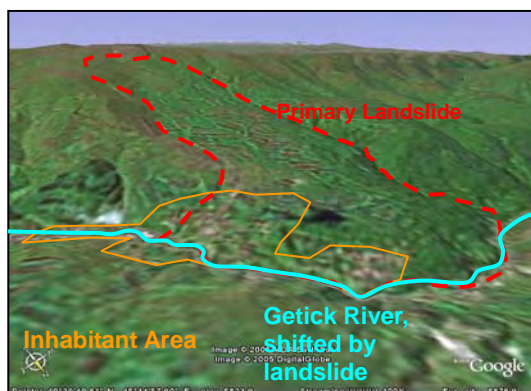 Primary Landslide
Getick River,
shifted by
landslide
Inhabitant Area
Image © 2005 DigitalGlobe
Google